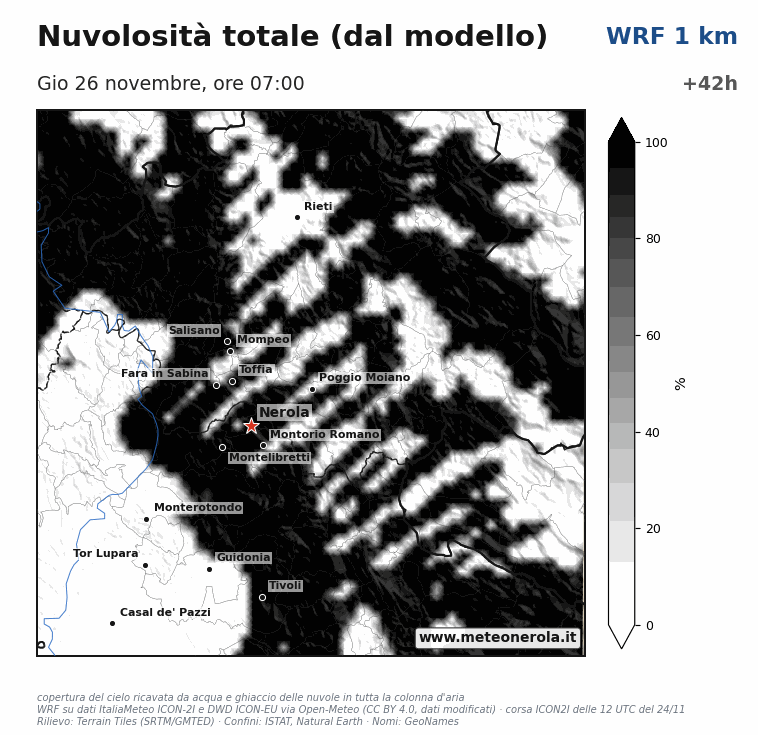 Nuvolosità totale (dal modello)
WRF 1 km
Gio 26 novembre, ore 07:00
+42h
Rieti
Salisano
Mompeo
Toffia
Fara in Sabina
Poggio Moiano
Nerola
Montorio Romano
Montelibretti
Monterotondo
Tor Lupara
Guidonia
Tivoli
Casal de' Pazzi
www.meteonerola.it
100
80
60
40
20
0
%
copertura del cielo ricavata da acqua e ghiaccio delle nuvole in tutta la colonna d'aria
WRF su dati ItaliaMeteo ICON-2I e DWD ICON-EU via Open-Meteo (CC BY 4.0, dati modificati) · corsa ICON2I delle 12 UTC del 24/11
Rilievo: Terrain Tiles (SRTM/GMTED) · Confini: ISTAT, Natural Earth · Nomi: GeoNames